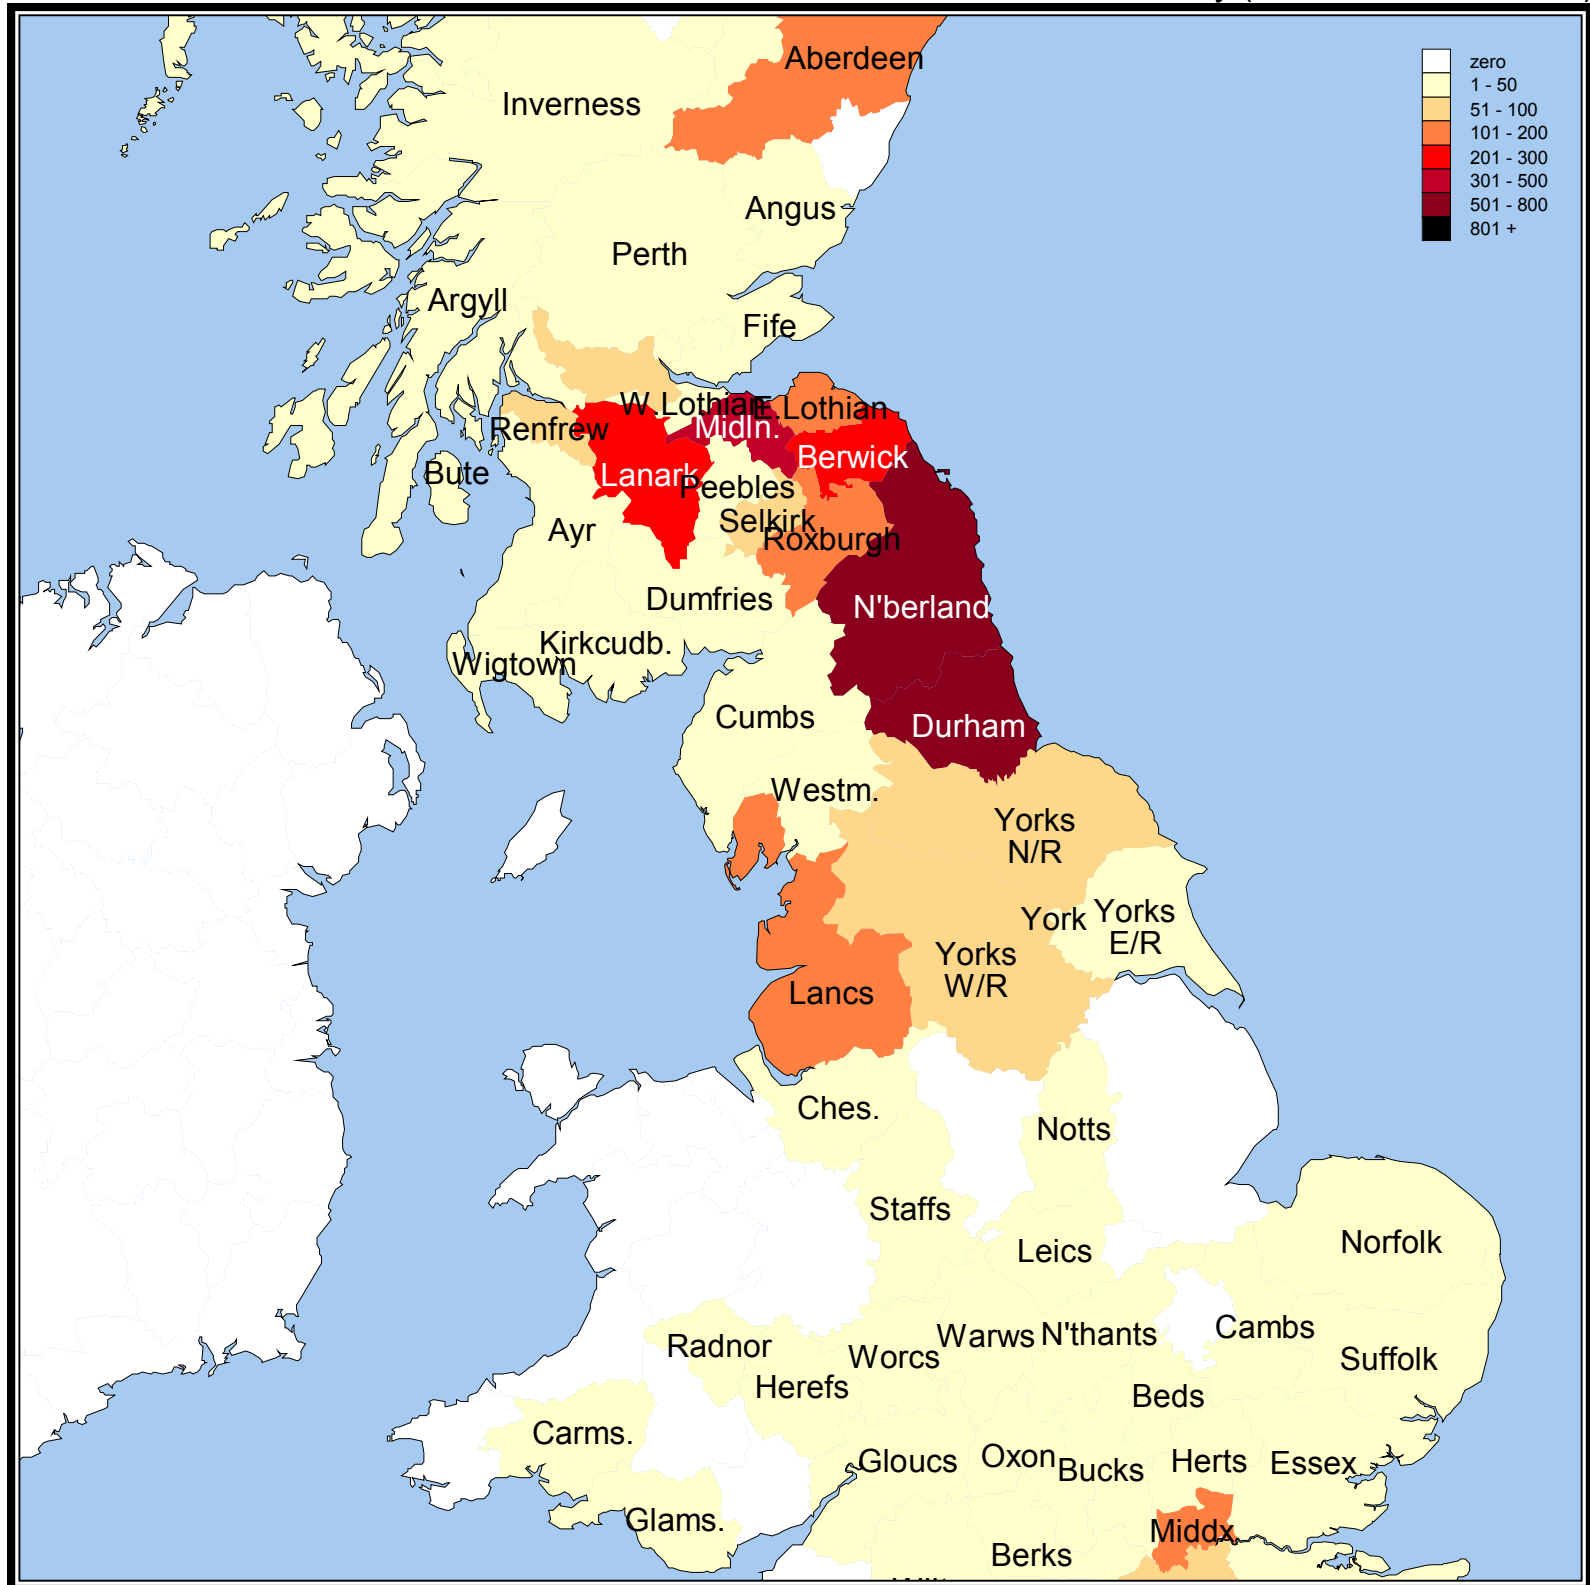 zero
1 - 50
51 - 100
101 - 200
201 - 300
301 - 500
501 - 800
801 +
Aberdeen
Inverness
Angus
Perth
Argyll
Fife
W.Lothian
E.Lothian
Midln.
Renfrew
Berwick
Lanark
Bute
Peebles
Selkirk
Ayr
Roxburgh
Dumfries
N'berland
Kirkcudb.
Wigtown
Cumbs
Durham
Westm.
Yorks
N/R
York
Yorks
E/R
Yorks
W/R
Lancs
Ches.
Notts
Staffs
Leics
Norfolk
Radnor
Worcs
Warws
N'thants
Cambs
Suffolk
Herefs
Beds
Carms.
Gloucs
Oxon
Bucks
Herts
Essex
Glams.
Middx.
Berks